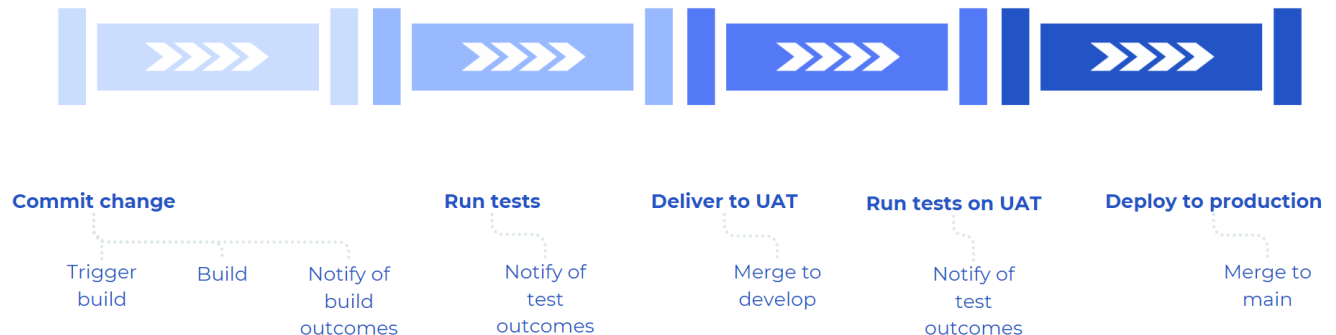 Commit change
Run tests
Deliver to UAT
Run tests on UAT
Deploy to production
Trigger
build
Build
Notify of
build
outcomes
Notify of
test
outcomes
Merge to
develop
Notify of
test
outcomes
Merge to
main